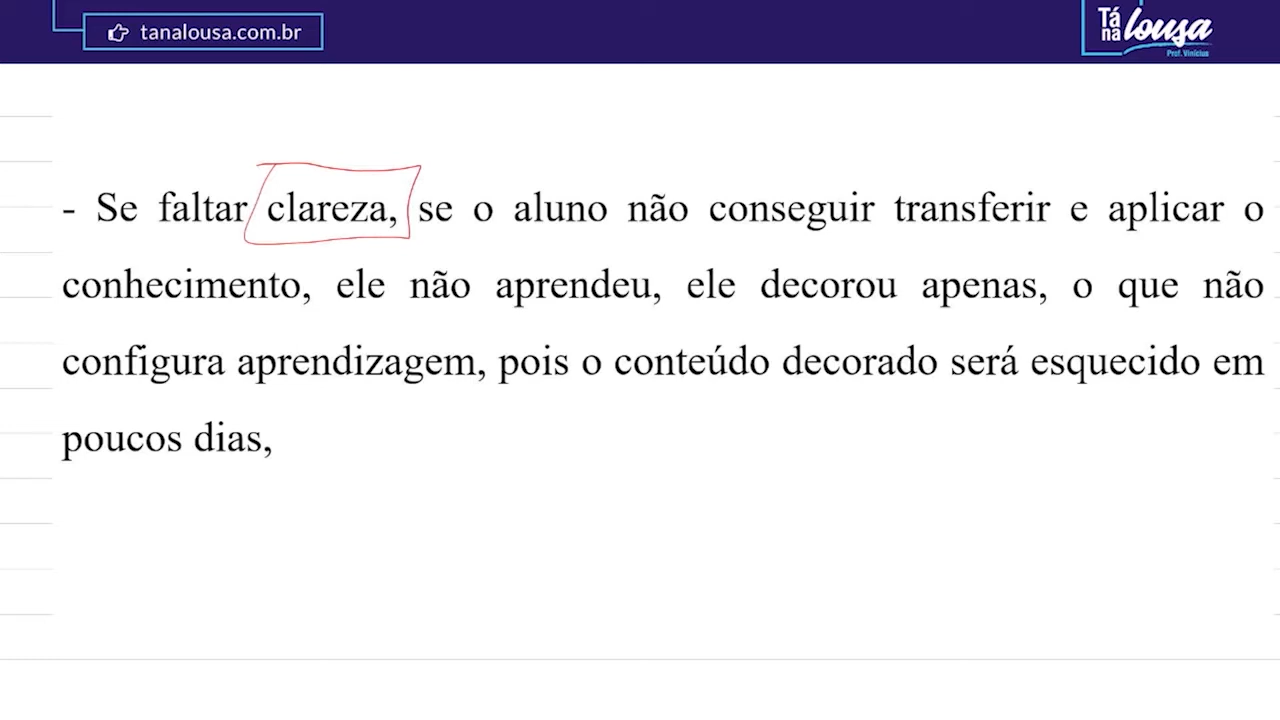 tanalousa.com.br
Tá na lousa
Prof. Vinícius
- Se faltar clareza, se o aluno não conseguir transferir e aplicar o
conhecimento, ele não aprendeu, ele decorou apenas, o que não
configura aprendizagem, pois o conteúdo decorado será esquecido em
poucos dias,